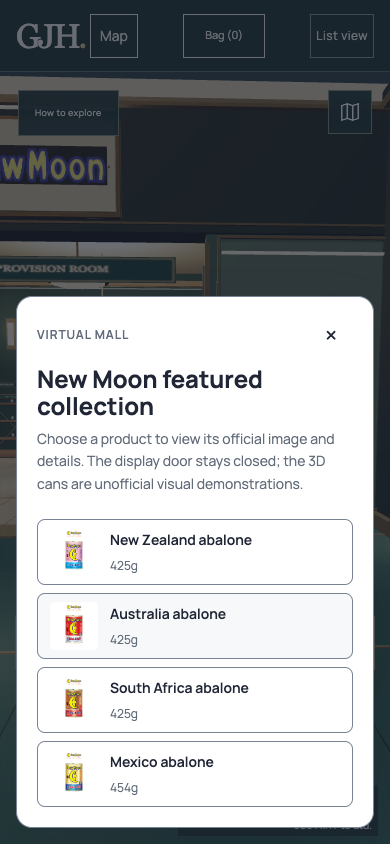 GJH.
Map
Bag (0)
List view
How to explore
wMoon
PROVISION ROOM
VIRTUAL MALL
New Moon featured
collection
Choose a product to view its official image and
details. The display door stays closed; the 3D
cans are unofficial visual demonstrations.
New Zealand abalone
425g
Australia abalone
425g
South Africa abalone
425g
Mexico abalone
454g